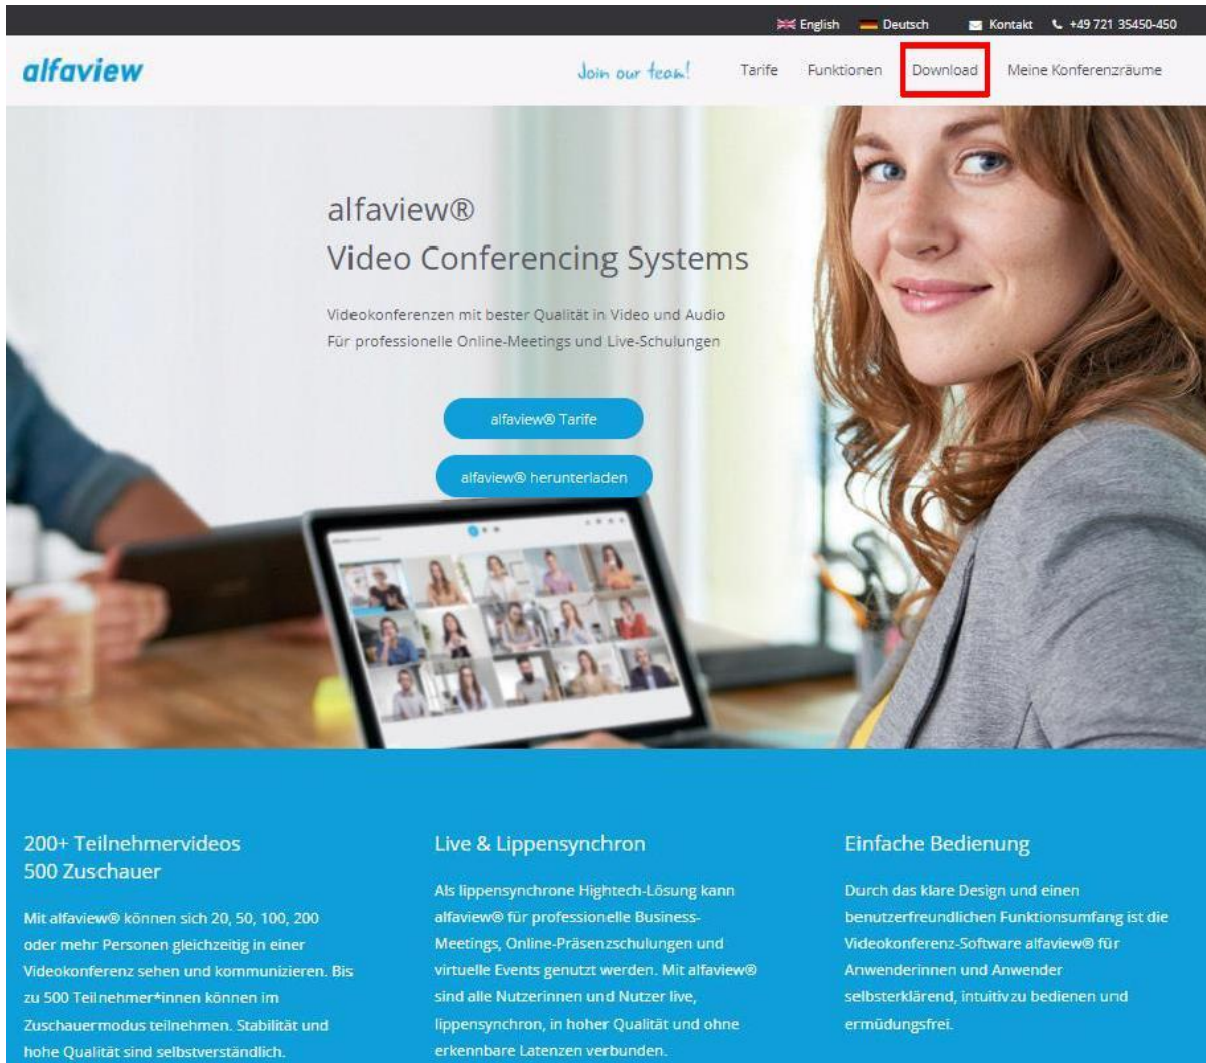 English Deutsch Kontakt +49 721 35450-450
alfaview
Join our team! Tarife Funktionen Download Meine Konferenzräume
alfaview®
Video Conferencing Systems
Videokonferenzen mit bester Qualität in Video und Audio
Für professionelle Online-Meetings und Live-Schulungen
alfaview® Tarife
alfaview® herunterladen
200+ Teilnehmervideos
500 Zuschauer
Mit alfaview® können sich 20, 50, 100, 200
oder mehr Personen gleichzeitig in einer
Videokonferenz sehen und kommunizieren. Bis
zu 500 Teilnehmer*innen können im
Zuschauermodus teilnehmen. Stabilität und
hohe Qualität sind selbstverständlich.
Live & Lippensynchron
Als lippensynchrone Hightech-Lösung kann
alfaview® für professionelle Business-
Meetings, Online-Präsenzschulungen und
virtuelle Events genutzt werden. Mit alfaview®
sind alle Nutzerinnen und Nutzer live,
lippensynchron, in hoher Qualität und ohne
erkennbare Latenzen verbunden.
Einfache Bedienung
Durch das klare Design und einen
benutzerfreundlichen Funktionsumfang ist die
Videokonferenz-Software alfaview® für
Anwenderinnen und Anwender
selbsterklärend, intuitiv zu bedienen und
ermüdungsfrei.